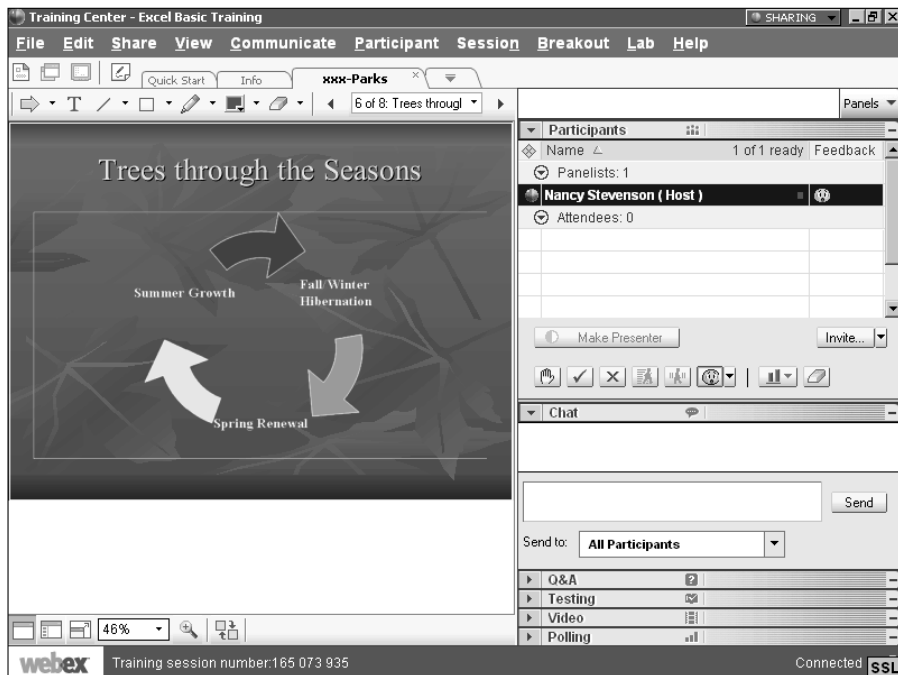 Training Center - Excel Basic Training
SHARING
File Edit Share View Communicate Participant Session Breakout Lab Help
Quick Start Info xxx-Parks
T 6 of 8: Trees througl Panels
Trees through the Seasons
Summer Growth
Fall/Winter
Hibernation
Spring Renewal
Participants
Name 1 of 1 ready Feedback
Panelists: 1
Nancy Stevenson ( Host )
Attendees: 0
Make Presenter Invite...
Chat
Send
Send to: All Participants
Q&A
Testing
Video
Polling
46%
webex Training session number:165 073 935 Connected SSL